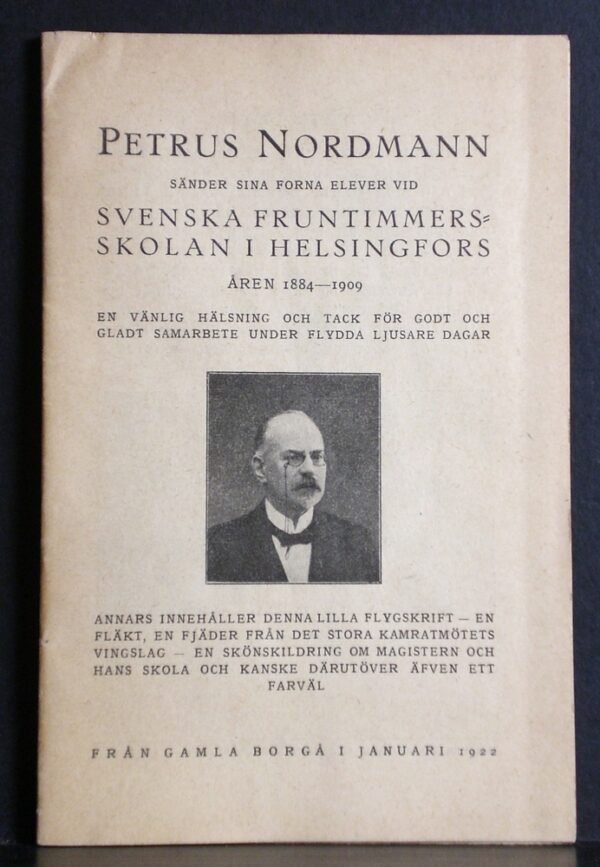 PETRUS NORDMANN
SÄNDER SINA FORNA ELEVER VID
SVENSKA FRUNTIMMERS=
SKOLAN I HELSINGFORS
ÅREN 1884—1909
EN VÄNLIG HÄLSNING OCH TACK FÖR GODT OCH
GLADT SAMARBETE UNDER FLYDDA LJUSARE DAGAR
ANNARS INNEHÅLLER DENNA LILLA FLYGSKRIFT — EN
FLÄKT, EN FJÄDER FRÅN DET STORA KAMRATMÖTETS
VINGSLAG — EN SKÖNSKILDRING OM MAGISTERN OCH
HANS SKOLA OCH KANSKE DÄRUTÖVER ÄFVEN ETT
FARVÄL
FRÅN GAMLA BORGÅ I JANUARI 1922